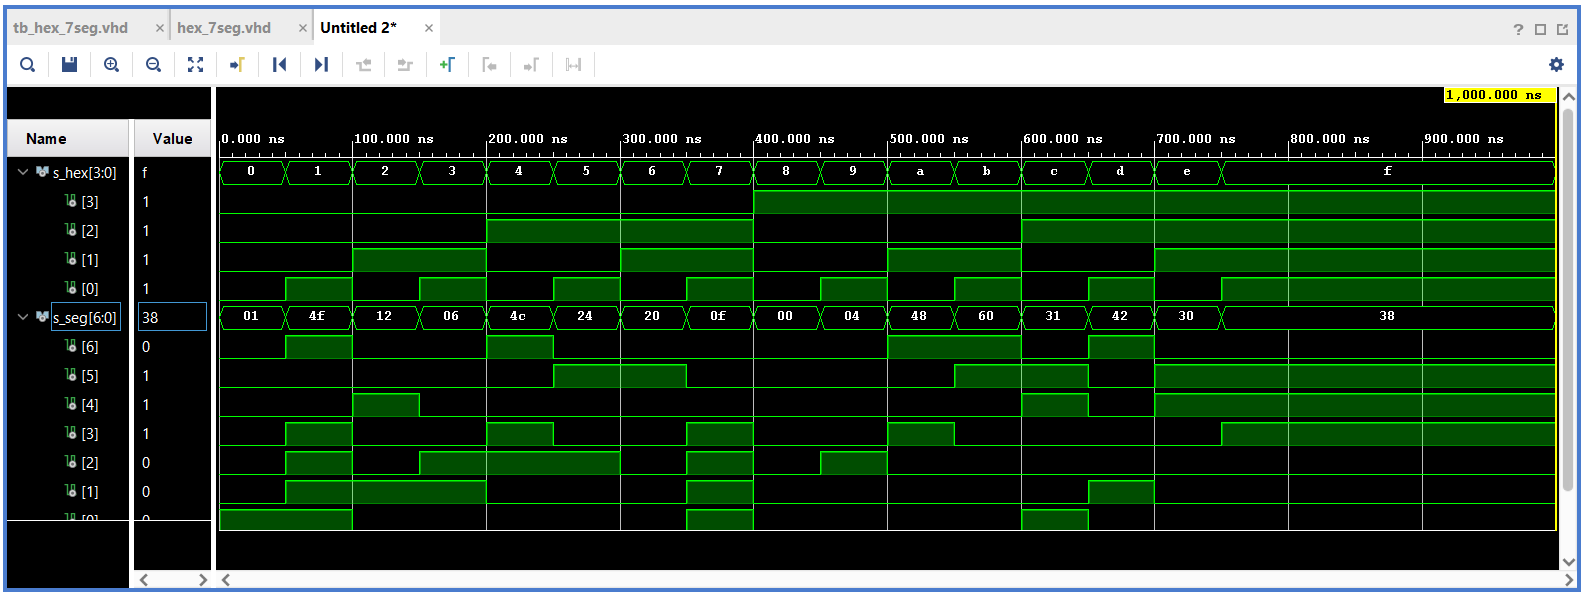 tb_hex_7seg.vhd × hex_7seg.vhd × Untitled 2* ×
?
1,000.000 ns
Name Value 0.000 ns 100.000 ns 200.000 ns 300.000 ns 400.000 ns 500.000 ns 600.000 ns 700.000 ns 800.000 ns 900.000 ns
s_hex[3:0] f 0 1 2 3 4 5 6 7 8 9 a b c d e f
[3] 1
[2] 1
[1] 1
[0] 1
s_seg[6:0] 38 01 4f 12 06 4c 24 20 0f 00 04 48 60 31 42 30 38
[6] 0
[5] 1
[4] 1
[3] 1
[2] 0
[1] 0
[0] 0